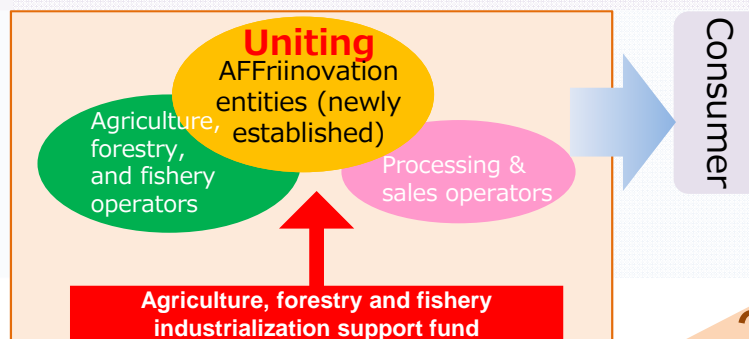 Uniting
AFFriinovation
entities (newly
established)
Agriculture,
forestry,
and fishery
operators
Processing &
sales operators
Agriculture, forestry and fishery
industrialization support fund
Consumer